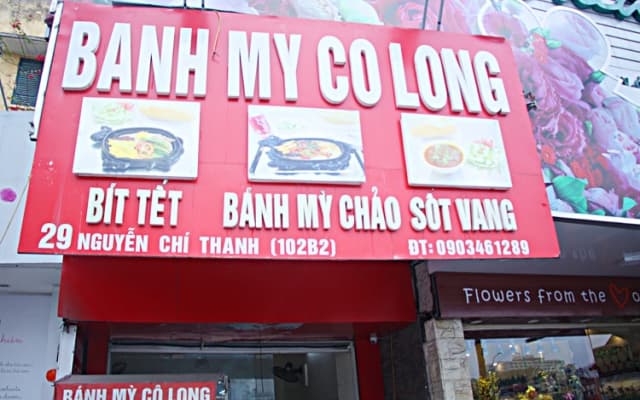 BANH MY CO LONG
BÍT TẾT BÁNH MỲ CHẢO SỐT VANG
29 NGUYỄN CHÍ THANH (102B2) ĐT: 0903461289
Flowers from the
BÁNH MỲ CÔ LONG